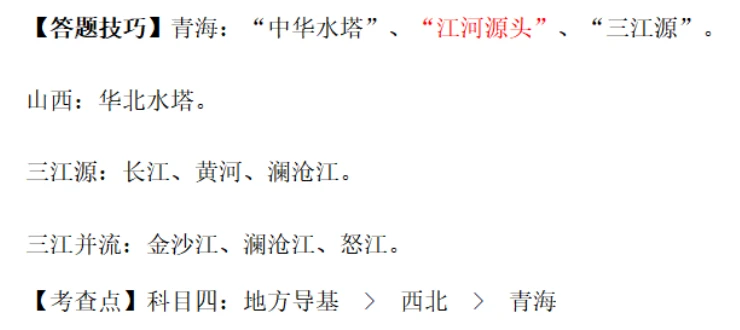 【答题技巧】青海：“中华水塔”、“江河源头”、“三江源”。
山西：华北水塔。
三江源：长江、黄河、澜沧江。
三江并流：金沙江、澜沧江、怒江。
【考查点】科目四：地方导基 > 西北 > 青海